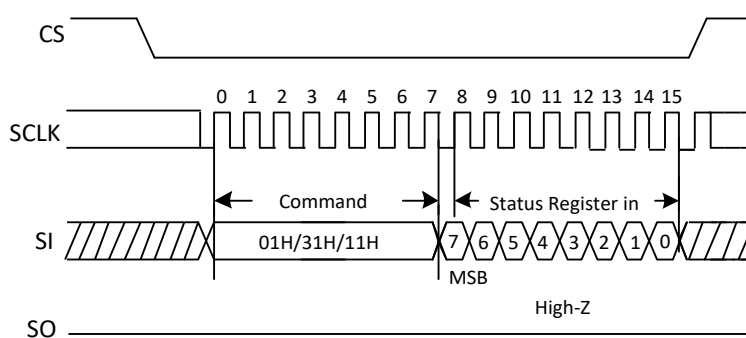 CS
0 1 2 3 4 5 6 7 8 9 10 11 12 13 14 15
SCLK
Command
Status Register in
SI
01H/31H/11H
7 6 5 4 3 2 1 0
MSB
High-Z
SO